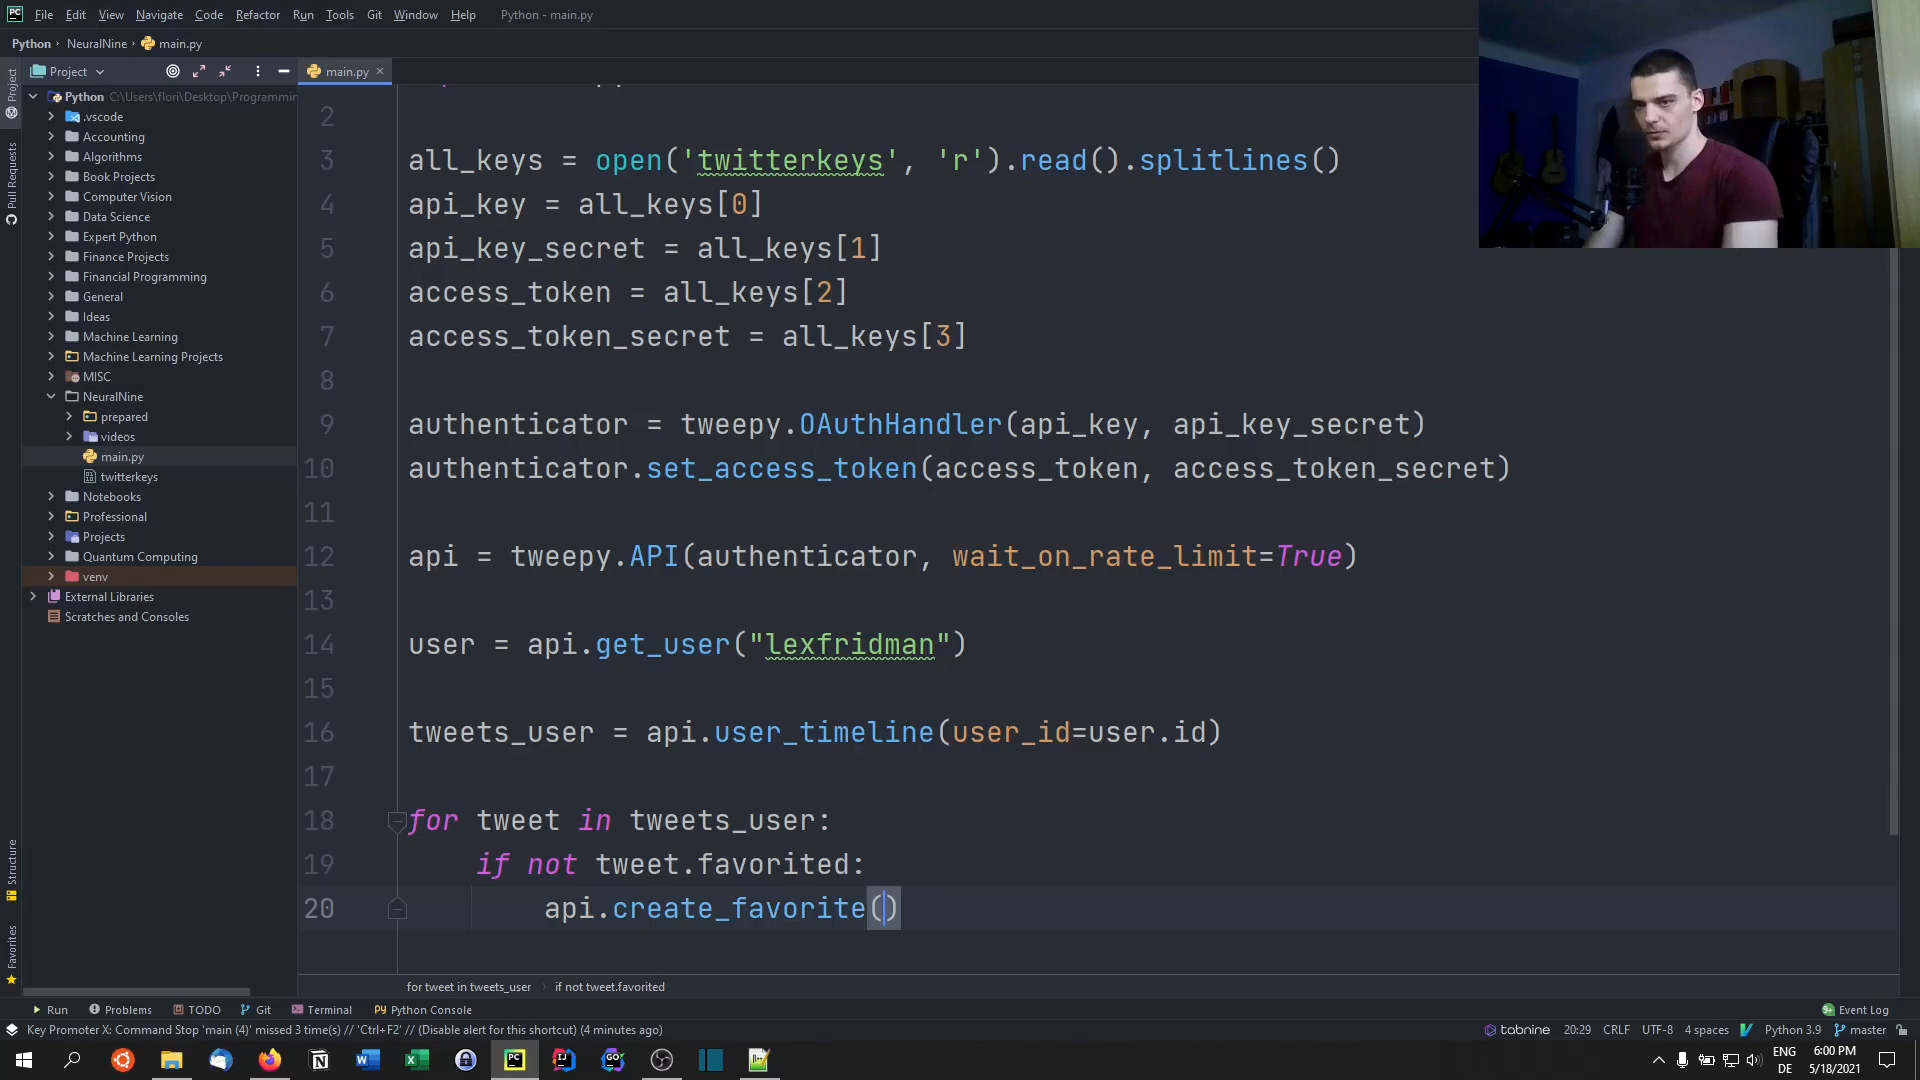 PC File Edit View Navigate Code Refactor Run Tools Git Window Help Python - main.py
Python › NeuralNine › main.py
Project
main.py ×
Project
Pull Requests
Structure
Favorites
Python C:\Users\flori\Desktop\Programmin
.vscode
Accounting
Algorithms
Book Projects
Computer Vision
Data Science
Expert Python
Finance Projects
Financial Programming
General
Ideas
Machine Learning
Machine Learning Projects
MISC
NeuralNine
prepared
videos
main.py
twitterkeys
Notebooks
Professional
Projects
Quantum Computing
venv
External Libraries
Scratches and Consoles
2
3 all_keys = open('twitterkeys', 'r').read().splitlines()
4 api_key = all_keys[0]
5 api_key_secret = all_keys[1]
6 access_token = all_keys[2]
7 access_token_secret = all_keys[3]
8
9 authenticator = tweepy.OAuthHandler(api_key, api_key_secret)
10 authenticator.set_access_token(access_token, access_token_secret)
11
12 api = tweepy.API(authenticator, wait_on_rate_limit=True)
13
14 user = api.get_user("lexfridman")
15
16 tweets_user = api.user_timeline(user_id=user.id)
17
18 for tweet in tweets_user:
19 if not tweet.favorited:
20 api.create_favorite()
for tweet in tweets_user › if not tweet.favorited
Run Problems TODO Git Terminal Python Console Event Log
Key Promoter X: Command Stop 'main (4)' missed 3 time(s) // 'Ctrl+F2' // (Disable alert for this shortcut) (4 minutes ago) tabnine 20:29 CRLF UTF-8 4 spaces Python 3.9 master
ENG 6:00 PM
DE 5/18/2021